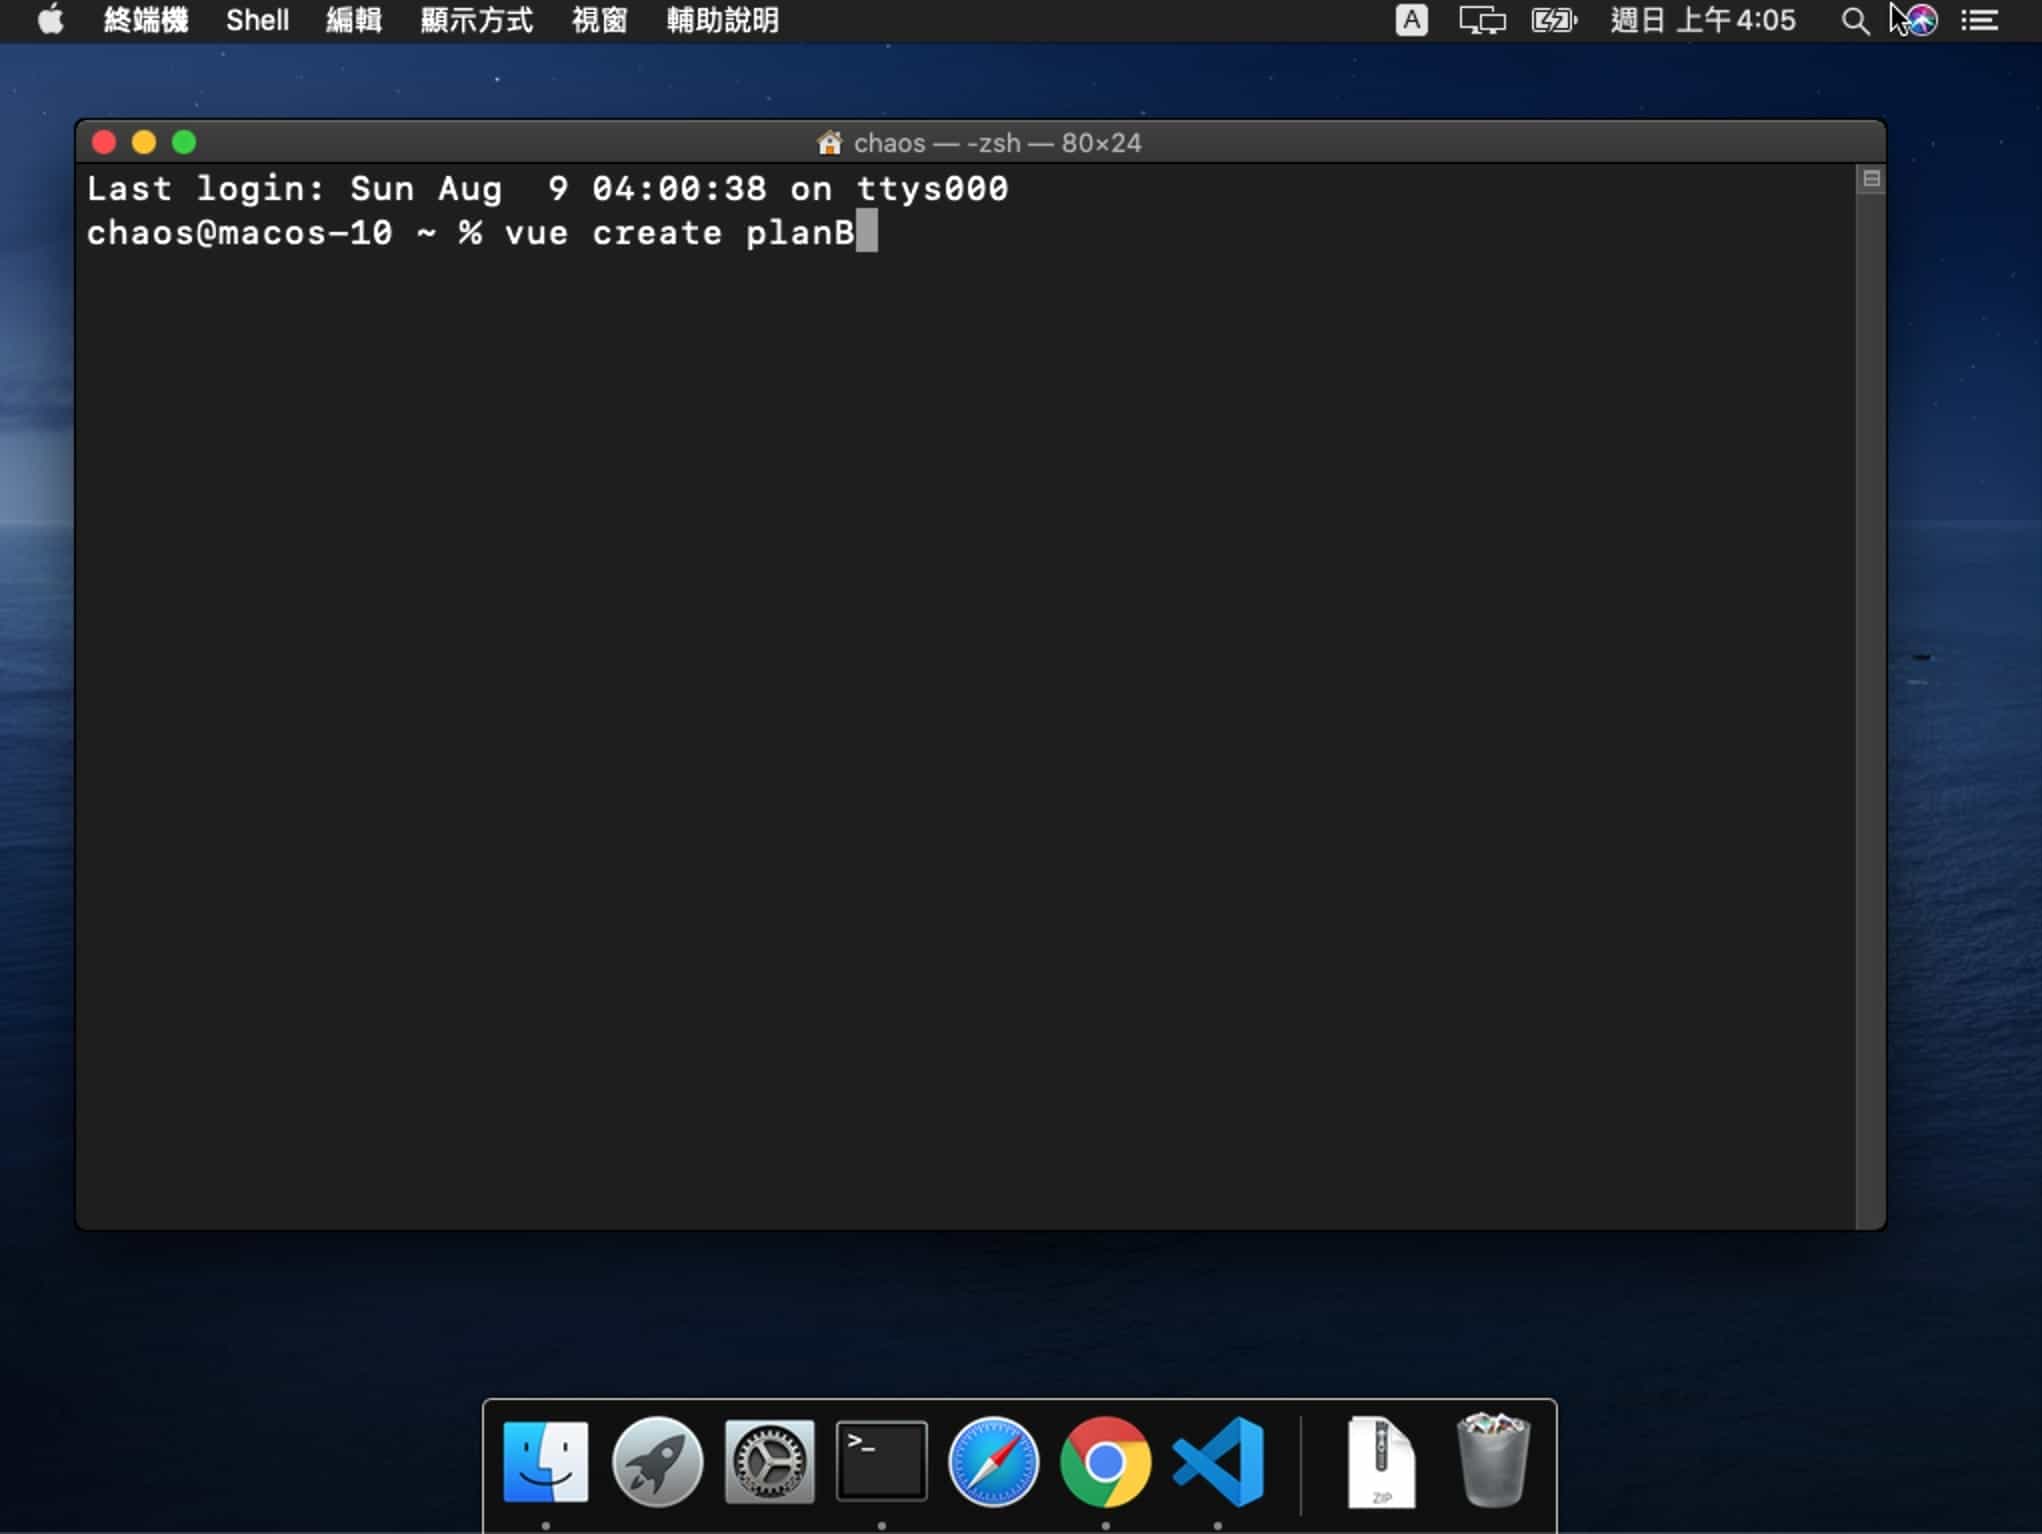 終端機 Shell 編輯 顯示方式 視窗 輔助說明 A 週日 上午4:05
chaos — -zsh — 80×24
Last login: Sun Aug  9 04:00:38 on ttys000
chaos@macos-10 ~ % vue create planB
>_
ZIP